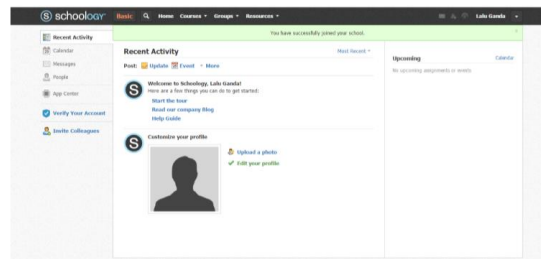 S schoology Basic Home Courses Groups Resources Lalu Ganda
You have successfully joined your school.
Recent Activity
Calendar
Messages
People
App Center
Verify Your Account
Invite Colleagues
Recent Activity Most Recent
Post: Update Event More
Welcome to Schoology, Lalu Ganda!
Here are a few things you can do to get started:
Start the tour
Read our company Blog
Help Guide
Customize your profile
Upload a photo
Edit your profile
Upcoming Calendar
No upcoming assignments or events